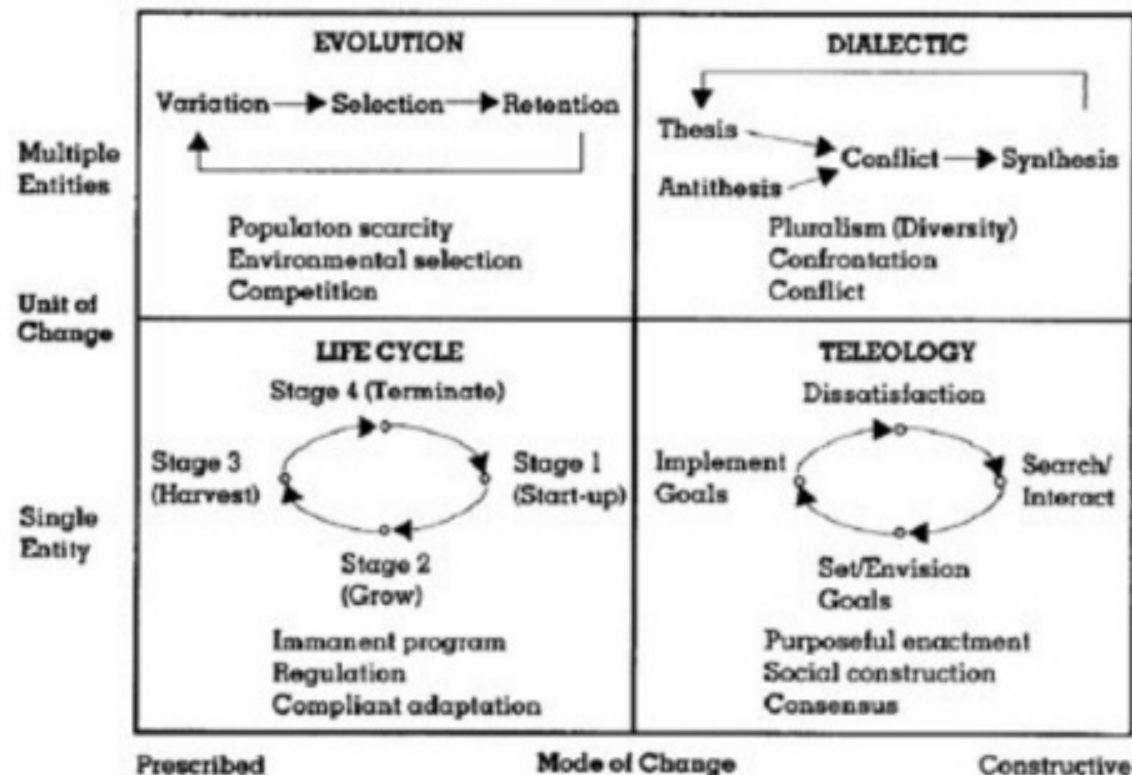 EVOLUTION
Variation Selection Retention
Populaton scarcity
Environmental selection
Competition
DIALECTIC
Thesis
Antithesis
Conflict Synthesis
Pluralism (Diversity)
Confrontation
Conflict
Multiple
Entities
Unit of
Change
Single
Entity
LIFE CYCLE
Stage 4 (Terminate)
Stage 3
(Harvest)
Stage 1
(Start-up)
Stage 2
(Grow)
Immanent program
Regulation
Compliant adaptation
TELEOLOGY
Dissatisfaction
Implement
Goals
Search/
Interact
Set/Envision
Goals
Purposeful enactment
Social construction
Consensus
Prescribed Mode of Change Constructive